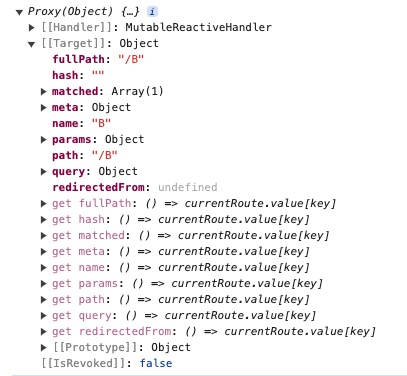 Proxy(Object) {…} i
[[Handler]]: MutableReactiveHandler
[[Target]]: Object
fullPath: "/B"
hash: ""
matched: Array(1)
meta: Object
name: "B"
params: Object
path: "/B"
query: Object
redirectedFrom: undefined
get fullPath: () => currentRoute.value[key]
get hash: () => currentRoute.value[key]
get matched: () => currentRoute.value[key]
get meta: () => currentRoute.value[key]
get name: () => currentRoute.value[key]
get params: () => currentRoute.value[key]
get path: () => currentRoute.value[key]
get query: () => currentRoute.value[key]
get redirectedFrom: () => currentRoute.value[key]
[[Prototype]]: Object
[[IsRevoked]]: false